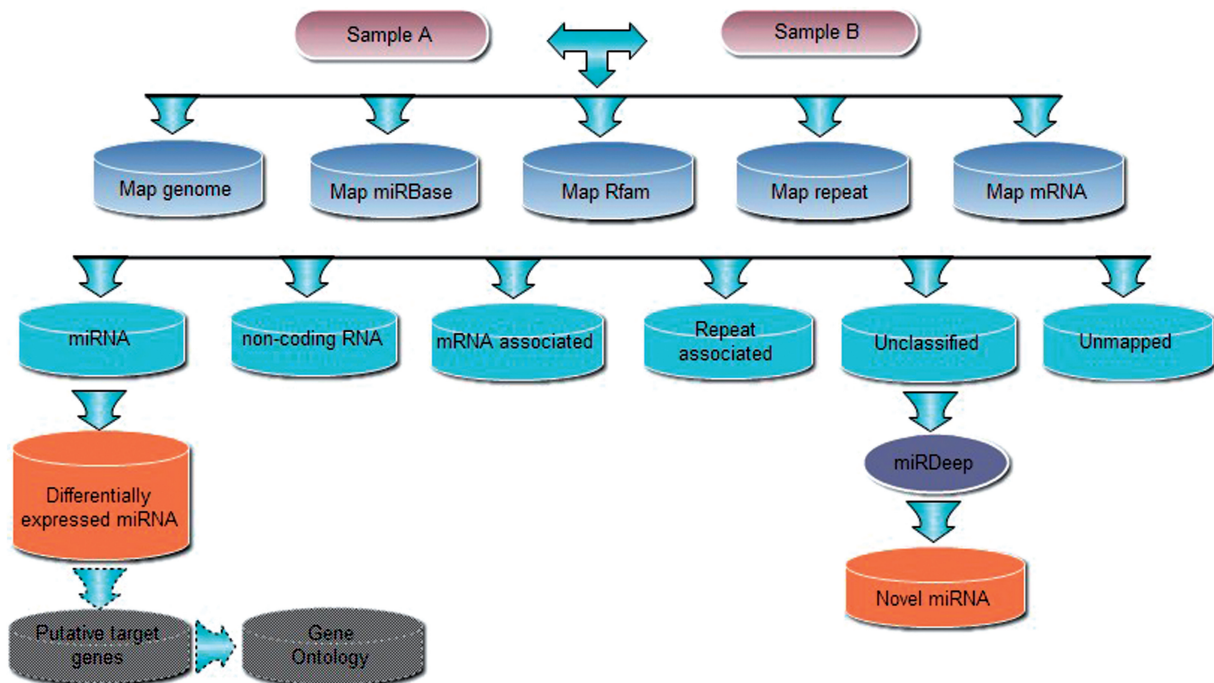 Sample A
Sample B
Map genome
Map miRBase
Map Rfam
Map repeat
Map mRNA
miRNA
non-coding RNA
mRNA associated
Repeat
associated
Unclassified
Unmapped
Differentially
expressed miRNA
miRDeep
Novel miRNA
Putative target
genes
Gene
Ontology